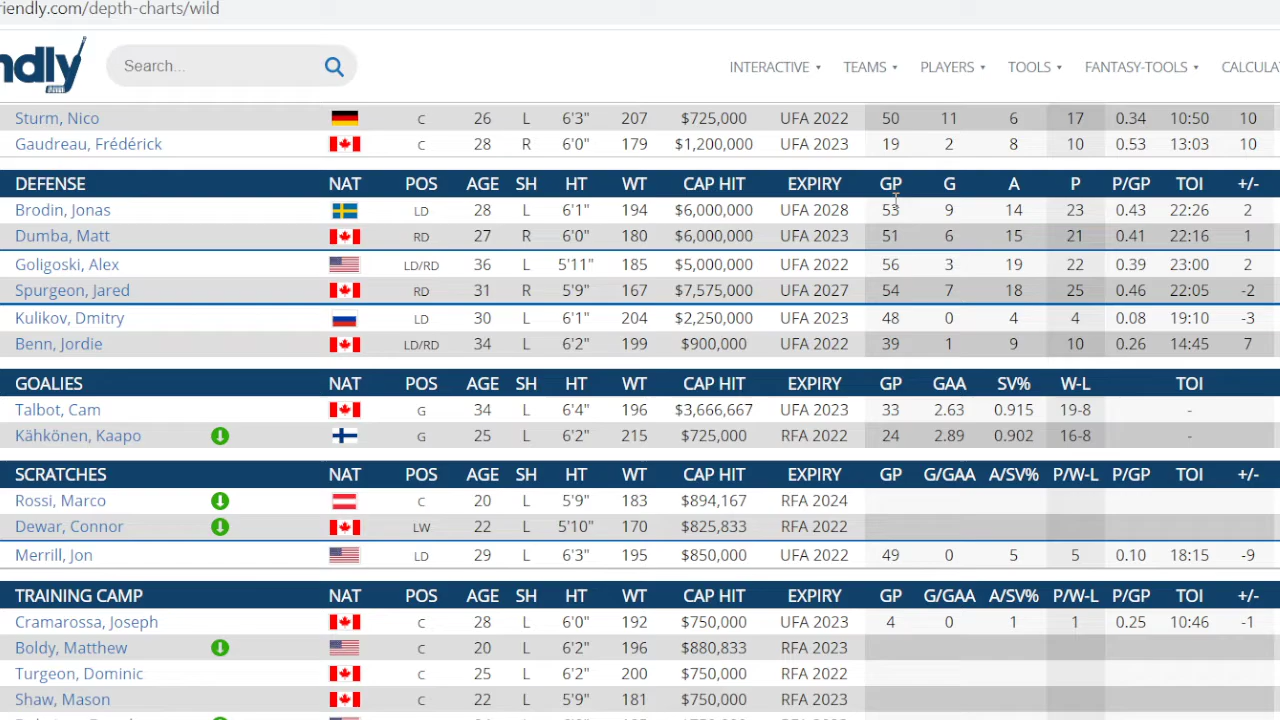 riendly.com/depth-charts/wild
ndly Search... INTERACTIVE TEAMS PLAYERS TOOLS FANTASY-TOOLS CALCULA
Sturm, Nico C 26 L 6'3" 207 $725,000 UFA 2022 50 11 6 17 0.34 10:50 10
Gaudreau, Frédérick C 28 R 6'0" 179 $1,200,000 UFA 2022 19 2 8 10 0.53 13:03 10
DEFENSE NAT POS AGE SH HT WT CAP HIT EXPIRY GP G A P P/GP TOI +/-
Brodin, Jonas LD 28 L 6'1" 194 $6,000,000 UFA 2028 53 9 14 23 0.43 22:26 2
Dumba, Matt RD 27 R 6'0" 180 $6,000,000 UFA 2023 51 6 15 21 0.41 22:16 1
Goligoski, Alex LD/RD 36 L 5'11" 185 $5,000,000 UFA 2022 56 3 19 22 0.39 23:00 2
Spurgeon, Jared RD 31 R 5'9" 167 $7,575,000 UFA 2027 54 7 18 25 0.46 22:05 -2
Kulikov, Dmitry LD 30 L 6'1" 204 $2,250,000 UFA 2023 48 0 4 4 0.08 19:10 -3
Benn, Jordie LD/RD 34 L 6'2" 199 $900,000 UFA 2022 39 1 9 10 0.26 14:45 7
GOALIES NAT POS AGE SH HT WT CAP HIT EXPIRY GP GAA SV% W-L TOI
Talbot, Cam G 34 L 6'4" 196 $3,666,667 UFA 2023 33 2.63 0.915 19-8 -
Kähkönen, Kaapo G 25 L 6'2" 215 $725,000 RFA 2022 24 2.89 0.902 16-8 -
SCRATCHES NAT POS AGE SH HT WT CAP HIT EXPIRY GP G/GAA A/SV% P/W-L P/GP TOI +/-
Rossi, Marco C 20 L 5'9" 183 $894,167 RFA 2024
Dewar, Connor LW 22 L 5'10" 170 $825,833 RFA 2022
Merrill, Jon LD 29 L 6'3" 195 $850,000 UFA 2022 49 0 5 5 0.10 18:15 -9
TRAINING CAMP NAT POS AGE SH HT WT CAP HIT EXPIRY GP G/GAA A/SV% P/W-L P/GP TOI +/-
Cramarossa, Joseph C 28 L 6'0" 192 $750,000 UFA 2023 4 0 1 1 0.25 10:46 -1
Boldy, Matthew C 20 L 6'2" 196 $880,833 RFA 2023
Turgeon, Dominic C 25 L 6'2" 200 $750,000 RFA 2023
Shaw, Mason C 22 L 5'9" 181 $750,000 RFA 2023